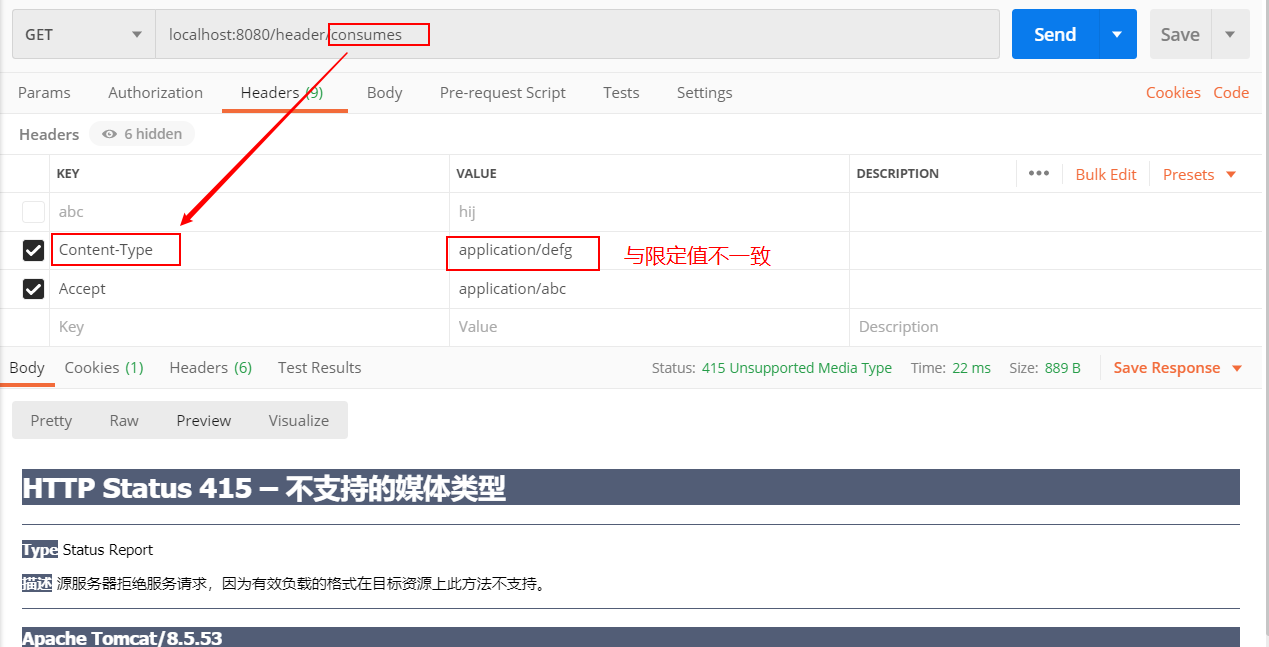 GET localhost:8080/header/consumes Send Save
Params Authorization Headers (9) Body Pre-request Script Tests Settings Cookies Code
Headers 6 hidden
KEY VALUE DESCRIPTION ••• Bulk Edit Presets
abc hij
Content-Type application/defg 与限定值不一致
Accept application/abc
Key Value Description
Body Cookies (1) Headers (6) Test Results Status: 415 Unsupported Media Type Time: 22 ms Size: 889 B Save Response
Pretty Raw Preview Visualize
HTTP Status 415 – 不支持的媒体类型
Type Status Report
描述 源服务器拒绝服务请求，因为有效负载的格式在目标资源上此方法不支持。
Apache Tomcat/8.5.53